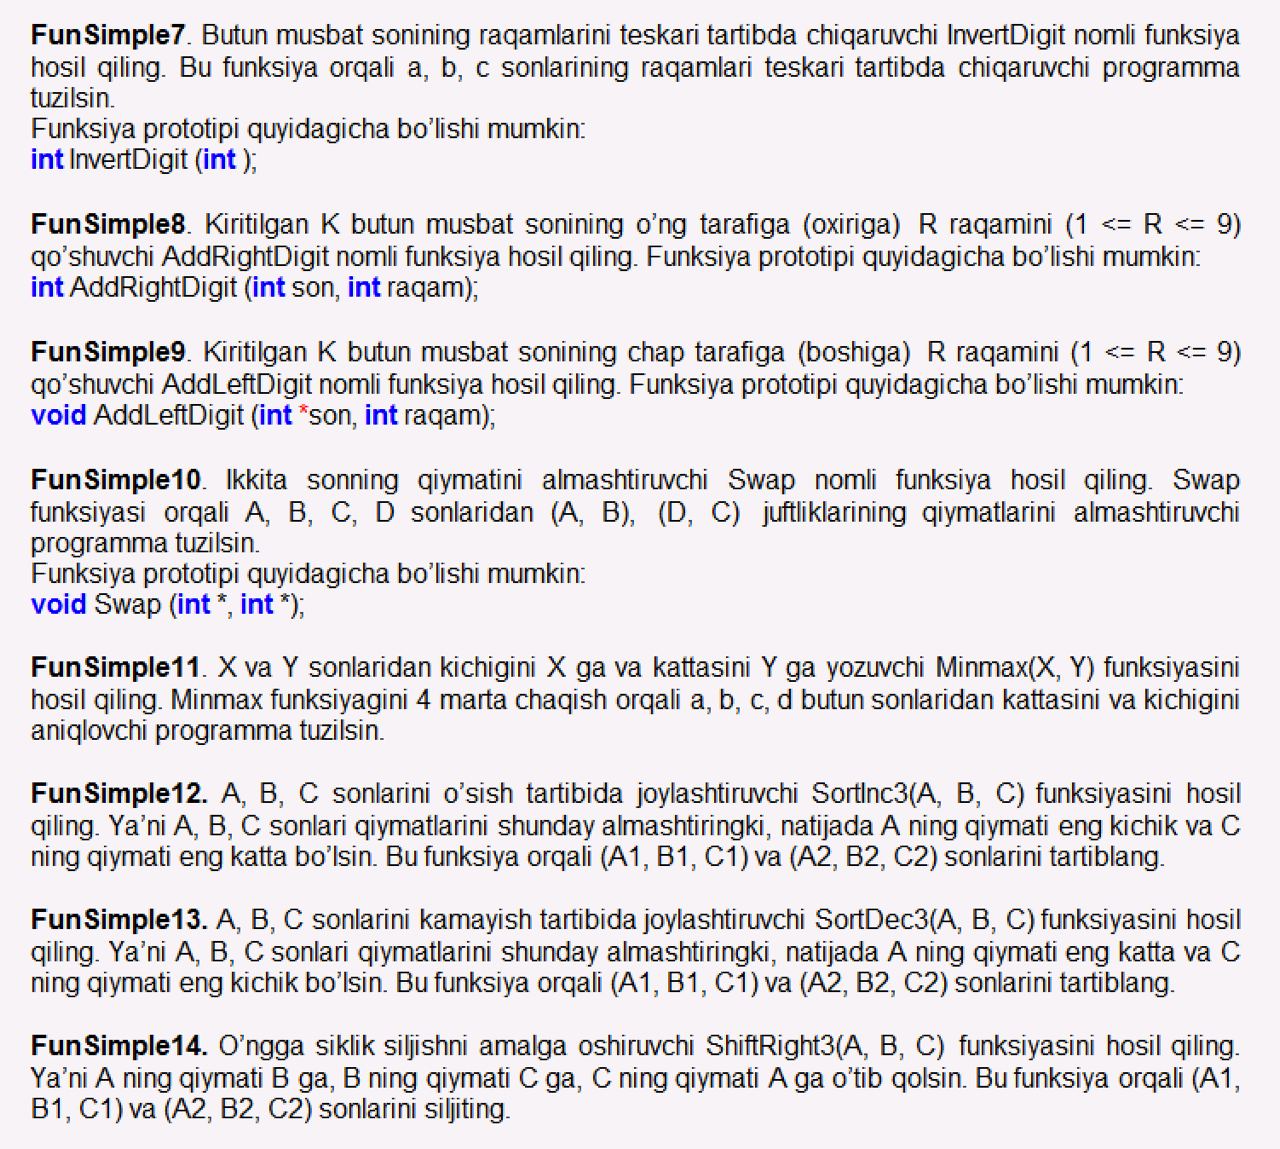 FunSimple7. Butun musbat sonining raqamlarini teskari tartibda chiqaruvchi InvertDigit nomli funksiya
hosil qiling. Bu funksiya orqali a, b, c sonlarining raqamlari teskari tartibda chiqaruvchi programma
tuzilsin.
Funksiya prototipi quyidagicha bo’lishi mumkin:
int InvertDigit (int );
FunSimple8. Kiritilgan K butun musbat sonining o’ng tarafiga (oxiriga) R raqamini (1 <= R <= 9)
qo’shuvchi AddRightDigit nomli funksiya hosil qiling. Funksiya prototipi quyidagicha bo’lishi mumkin:
int AddRightDigit (int son, int raqam);
FunSimple9. Kiritilgan K butun musbat sonining chap tarafiga (boshiga) R raqamini (1 <= R <= 9)
qo’shuvchi AddLeftDigit nomli funksiya hosil qiling. Funksiya prototipi quyidagicha bo’lishi mumkin:
void AddLeftDigit (int *son, int raqam);
FunSimple10. Ikkita sonning qiymatini almashtiruvchi Swap nomli funksiya hosil qiling. Swap
funksiyasi orqali A, B, C, D sonlaridan (A, B), (D, C) juftliklarining qiymatlarini almashtiruvchi
programma tuzilsin.
Funksiya prototipi quyidagicha bo’lishi mumkin:
void Swap (int *, int *);
FunSimple11. X va Y sonlaridan kichigini X ga va kattasini Y ga yozuvchi Minmax(X, Y) funksiyasini
hosil qiling. Minmax funksiyagini 4 marta chaqish orqali a, b, c, d butun sonlaridan kattasini va kichigini
aniqlovchi programma tuzilsin.
FunSimple12. A, B, C sonlarini o’sish tartibida joylashtiruvchi SortInc3(A, B, C) funksiyasini hosil
qiling. Ya’ni A, B, C sonlari qiymatlarini shunday almashtiringki, natijada A ning qiymati eng kichik va C
ning qiymati eng katta bo’lsin. Bu funksiya orqali (A1, B1, C1) va (A2, B2, C2) sonlarini tartiblang.
FunSimple13. A, B, C sonlarini kamayish tartibida joylashtiruvchi SortDec3(A, B, C) funksiyasini hosil
qiling. Ya’ni A, B, C sonlari qiymatlarini shunday almashtiringki, natijada A ning qiymati eng katta va C
ning qiymati eng kichik bo’lsin. Bu funksiya orqali (A1, B1, C1) va (A2, B2, C2) sonlarini tartiblang.
FunSimple14. O’ngga siklik siljishni amalga oshiruvchi ShiftRight3(A, B, C) funksiyasini hosil qiling.
Ya’ni A ning qiymati B ga, B ning qiymati C ga, C ning qiymati A ga o’tib qolsin. Bu funksiya orqali (A1,
B1, C1) va (A2, B2, C2) sonlarini siljiting.